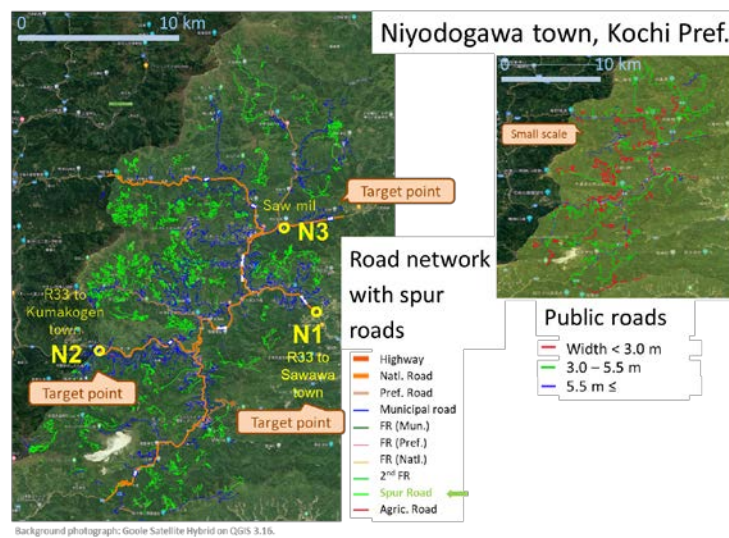 0 10 km
Niyodogawa town, Kochi Pref.
0 10 km
Small scale
Target point
Saw mil
N3
Road network
with spur
roads
R33 to
Kumakogen
town
N1
N2
R33 to
Sawawa
town
Target point
Target point
Public roads
Width < 3.0 m
3.0 – 5.5 m
5.5 m ≤
Highway
Natl. Road
Pref. Road
Municipal road
FR (Mun.)
FR (Pref.)
FR (Natl.)
2nd FR
Spur Road
Agric. Road
Background photograph: Goole Satellite Hybrid on QGIS 3.16.